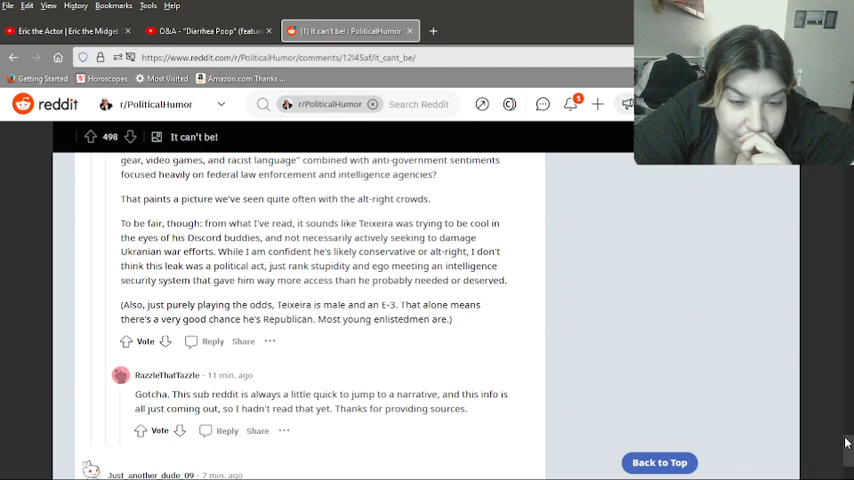 File Edit View History Bookmarks Tools Help
Eric the Actor | Eric the Midget
O&A - "Diarrhea Poop" (featur
(1) It can't be! : PoliticalHumor
https://www.reddit.com/r/PoliticalHumor/comments/12l45af/it_cant_be/
Getting Started Horoscopes Most Visited Amazon.com Thanks ...
reddit r/PoliticalHumor r/PoliticalHumor Search Reddit 1
498 It can't be!
gear, video games, and racist language" combined with anti-government sentiments
focused heavily on federal law enforcement and intelligence agencies?
That paints a picture we've seen quite often with the alt-right crowds.
To be fair, though: from what I've read, it sounds like Teixeira was trying to be cool in
the eyes of his Discord buddies, and not necessarily actively seeking to damage
Ukranian war efforts. While I am confident he's likely conservative or alt-right, I don't
think this leak was a political act, just rank stupidity and ego meeting an intelligence
security system that gave him way more access than he probably needed or deserved.
(Also, just purely playing the odds, Teixeira is male and an E-3. That alone means
there's a very good chance he's Republican. Most young enlistedmen are.)
Vote Reply Share
RazzleThatTazzle · 11 min. ago
Gotcha. This sub reddit is always a little quick to jump to a narrative, and this info is
all just coming out, so I hadn't read that yet. Thanks for providing sources.
Vote Reply Share
Back to Top
Just_another_dude_09 · 7 min. ago